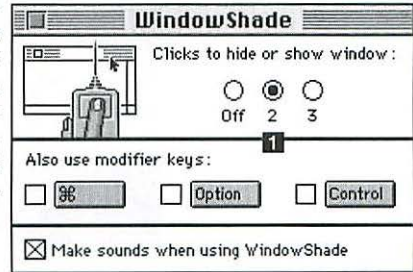 WindowShade
Clicks to hide or show window :
Off 2 3
1
Also use modifier keys:
⌘ Option Control
Make sounds when using WindowShade